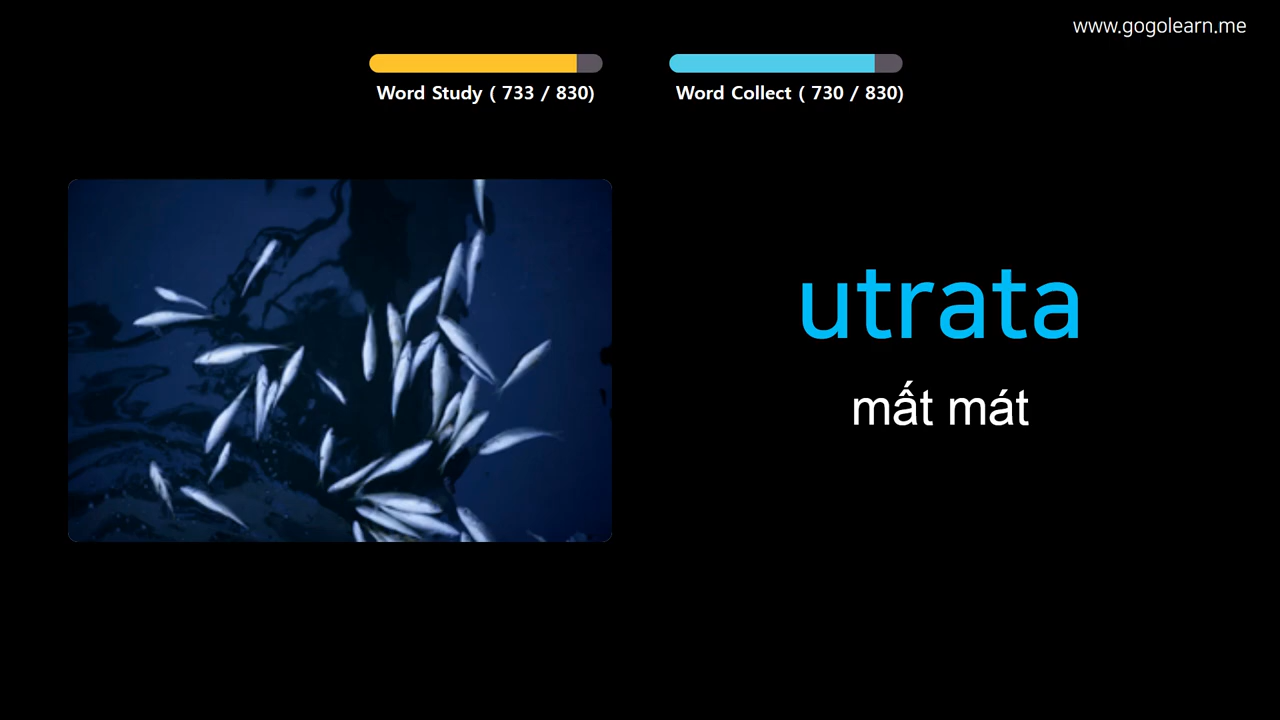 www.gogolearn.me
Word Study ( 733 / 830)
Word Collect ( 730 / 830)
utrata
mất mát